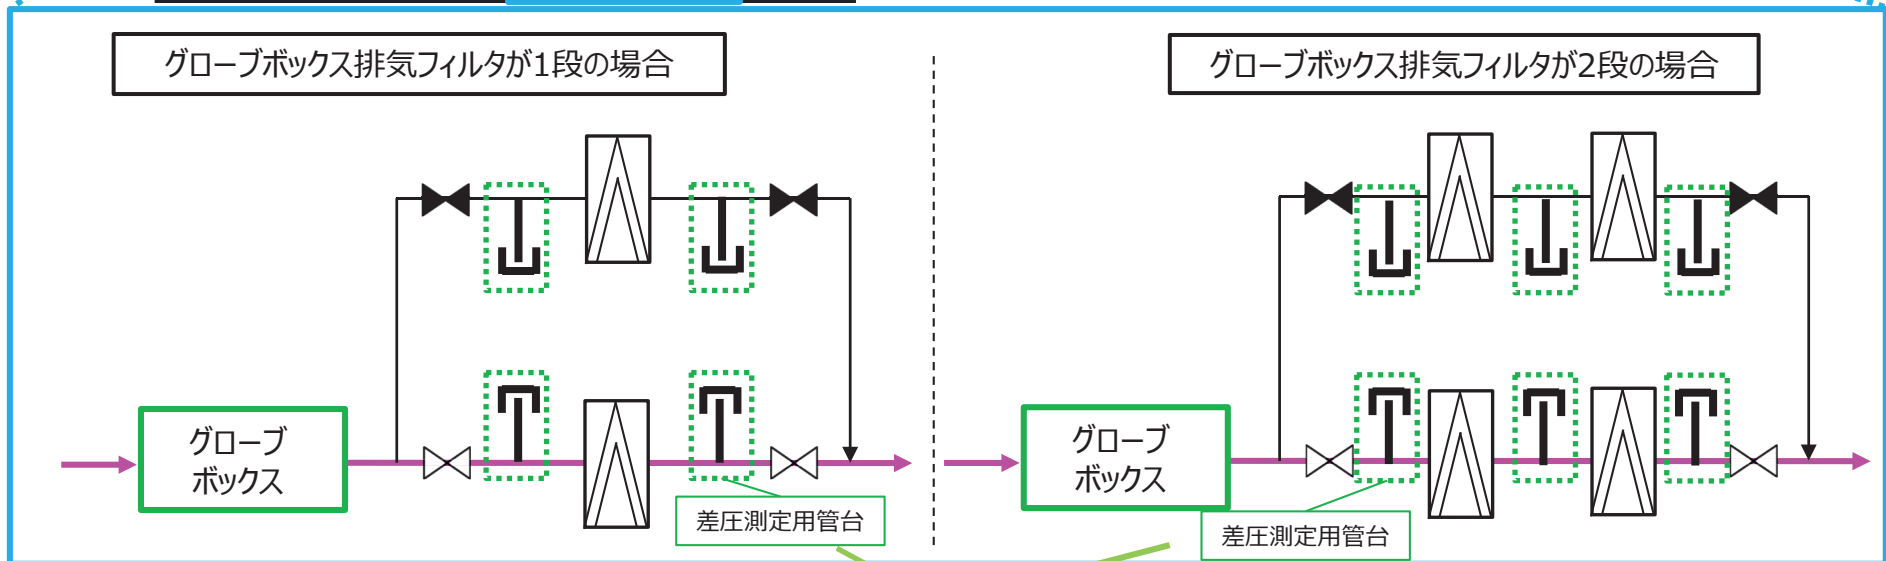 グローブボックス排気フィルタが1段の場合
グローブ
ボックス
差圧測定用管台
グローブボックス排気フィルタが2段の場合
グローブ
ボックス
差圧測定用管台